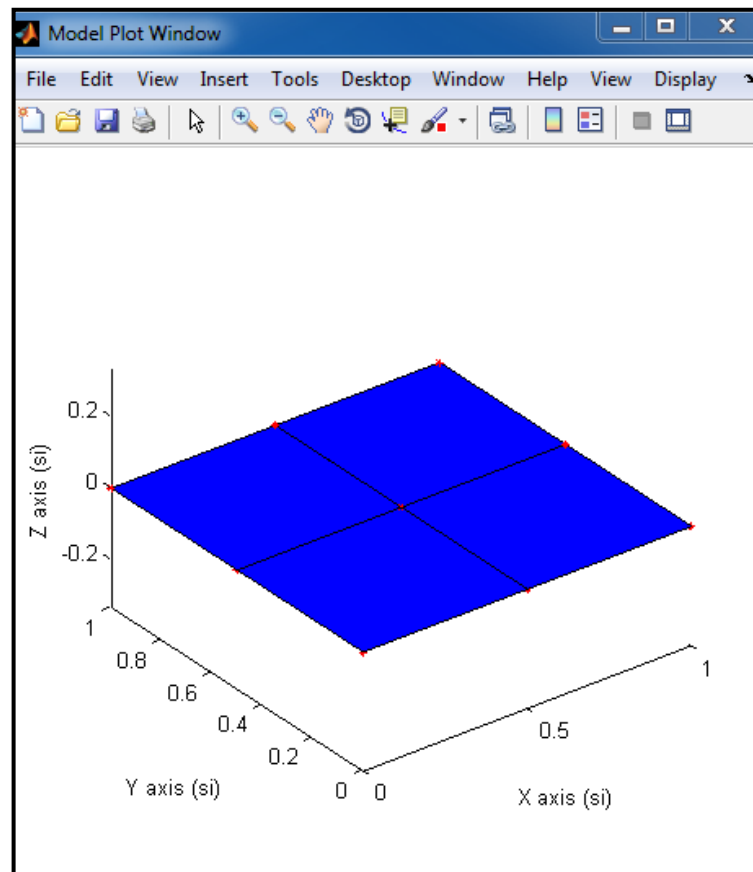 Model Plot Window
File Edit View Insert Tools Desktop Window Help View Display
0.2
0
-0.2
Z axis (si)
1
0.8
0.6
0.4
0.2
0
Y axis (si)
0
0.5
1
X axis (si)